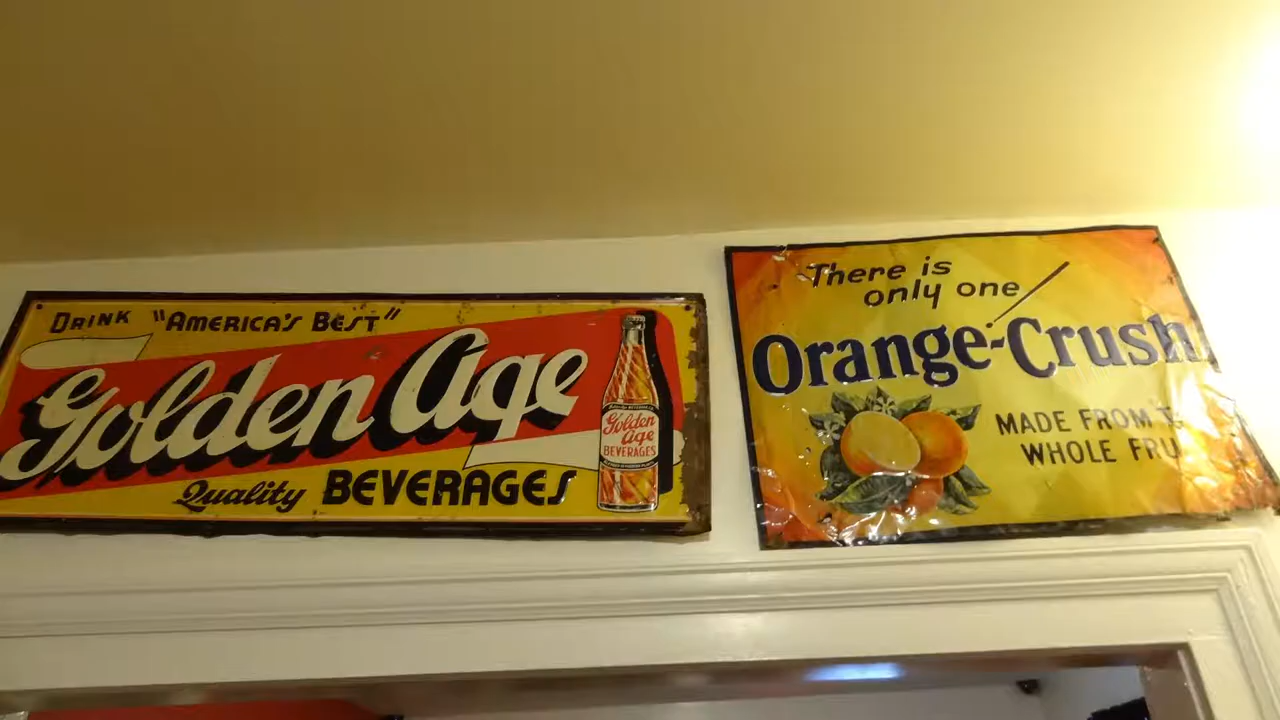 DRINK "AMERICA'S BEST"
Golden Age
Quality BEVERAGES
Golden
Age
BEVERAGES
There is
only one
Orange-Crush
MADE FROM
WHOLE